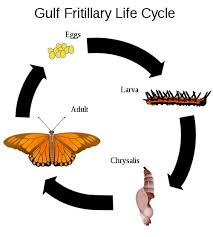 Gulf Fritillary Life Cycle
Eggs
Larva
Chrysalis
Adult